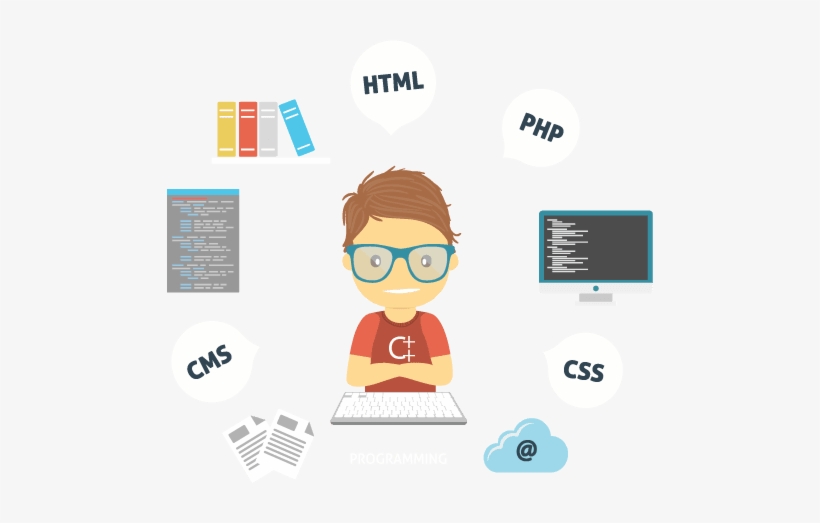 HTML
PHP
CMS
C++
CSS
@
PROGRAMMING